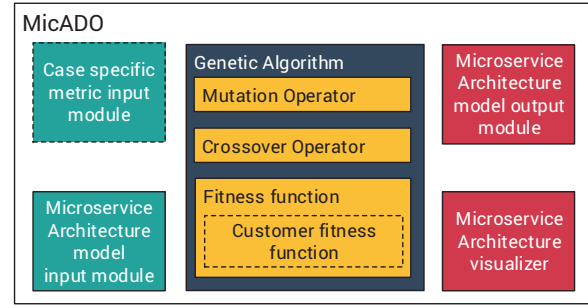 MicADO
Case specific
metric input
module
Microservice
Architecture
model
input module
Genetic Algorithm
Mutation Operator
Crossover Operator
Fitness function
Customer fitness
function
Microservice
Architecture
model output
module
Microservice
Architecture
visualizer